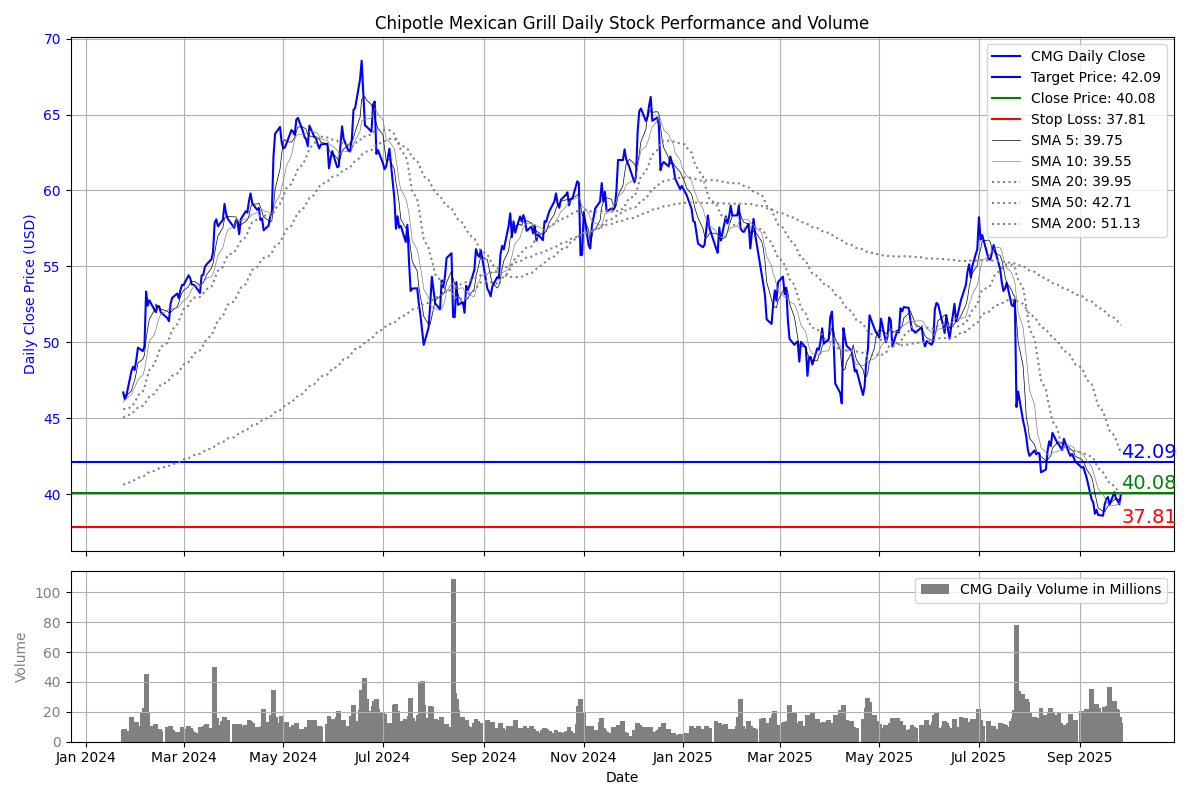 Chipotle Mexican Grill Daily Stock Performance and Volume
Daily Close Price (USD)
70
65
60
55
50
45
40
CMG Daily Close
Target Price: 42.09
Close Price: 40.08
Stop Loss: 37.81
SMA 5: 39.75
SMA 10: 39.55
SMA 20: 39.95
SMA 50: 42.71
SMA 200: 51.13
42.09
40.08
37.81
Volume
100
80
60
40
20
0
CMG Daily Volume in Millions
Jan 2024 Mar 2024 May 2024 Jul 2024 Sep 2024 Nov 2024 Jan 2025 Mar 2025 May 2025 Jul 2025 Sep 2025
Date